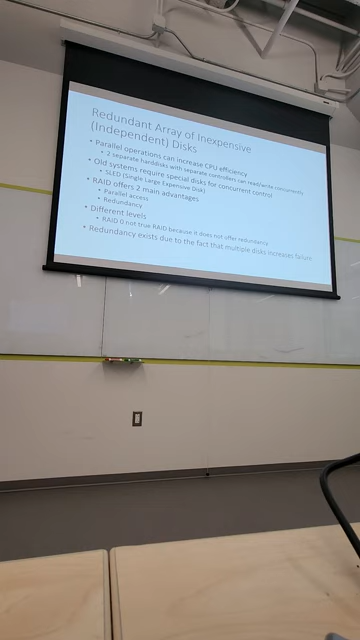 Redundant Array of Inexpensive
(Independent) Disks
• Parallel operations can increase CPU efficiency
• 2 separate harddisks with separate controllers can read/write concurrently
• Old systems require special disks for concurrent control
• SLED (Single Large Expensive Disk)
• RAID offers 2 main advantages
• Parallel access
• Redundancy
• Different levels
• RAID 0 not true RAID because it does not offer redundancy
• Redundancy exists due to the fact that multiple disks increases failure